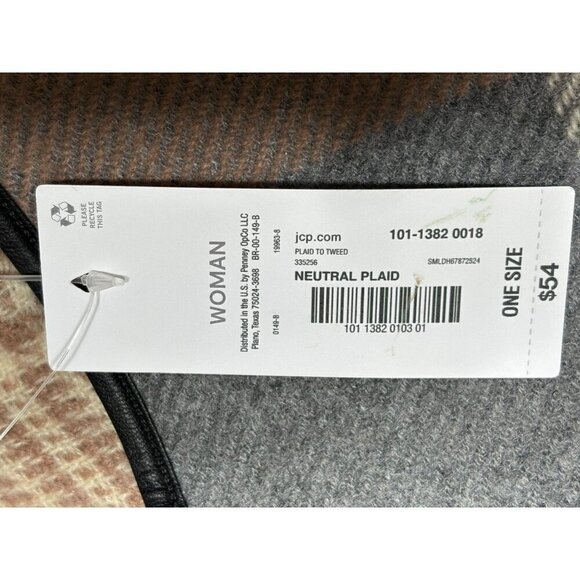 PLEASE
RECYCLE
THIS TAG
WOMAN
Distributed in the U.S. by Penney OpCo LLC
Plano, Texas 75024-3698 BR-00-149-B
0149-B 19963-8
jcp.com 101-1382 0018
PLAID TO TWEED
335256 SMLDH67872524
NEUTRAL PLAID
101 1382 0103 01
ONE SIZE
$54